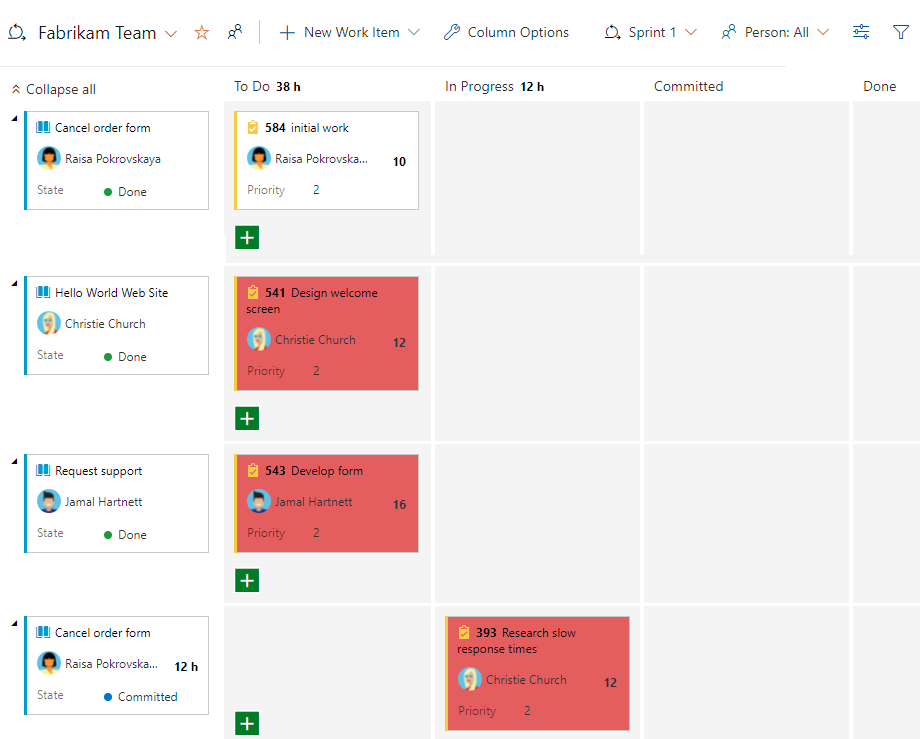 Fabrikam Team New Work Item Column Options Sprint 1 Person: All
Collapse all To Do 38 h In Progress 12 h Committed Done
Cancel order form
Raisa Pokrovskaya
State Done
584 initial work
Raisa Pokrovska... 10
Priority 2
Hello World Web Site
Christie Church
State Done
541 Design welcome
screen
Christie Church 12
Priority 2
Request support
Jamal Hartnett
State Done
543 Develop form
Jamal Hartnett 16
Priority 2
Cancel order form
Raisa Pokrovska... 12 h
State Committed
393 Research slow
response times
Christie Church 12
Priority 2